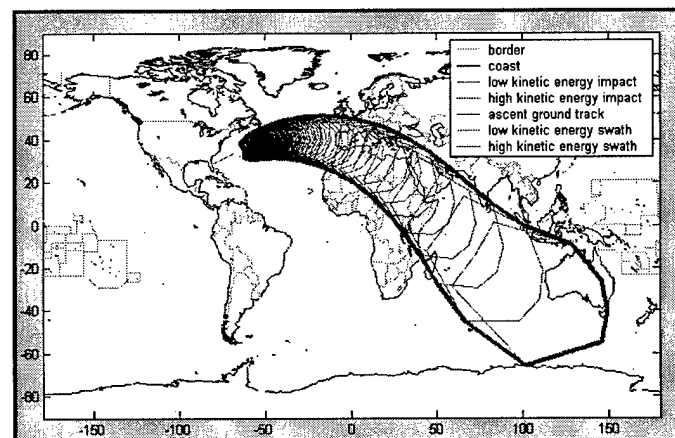 border
coast
low kinetic energy impact
high kinetic energy impact
ascent ground track
low kinetic energy swath
high kinetic energy swath
80
60
40
20
0
-20
-40
-60
-80
-150
-100
-50
0
50
100
150